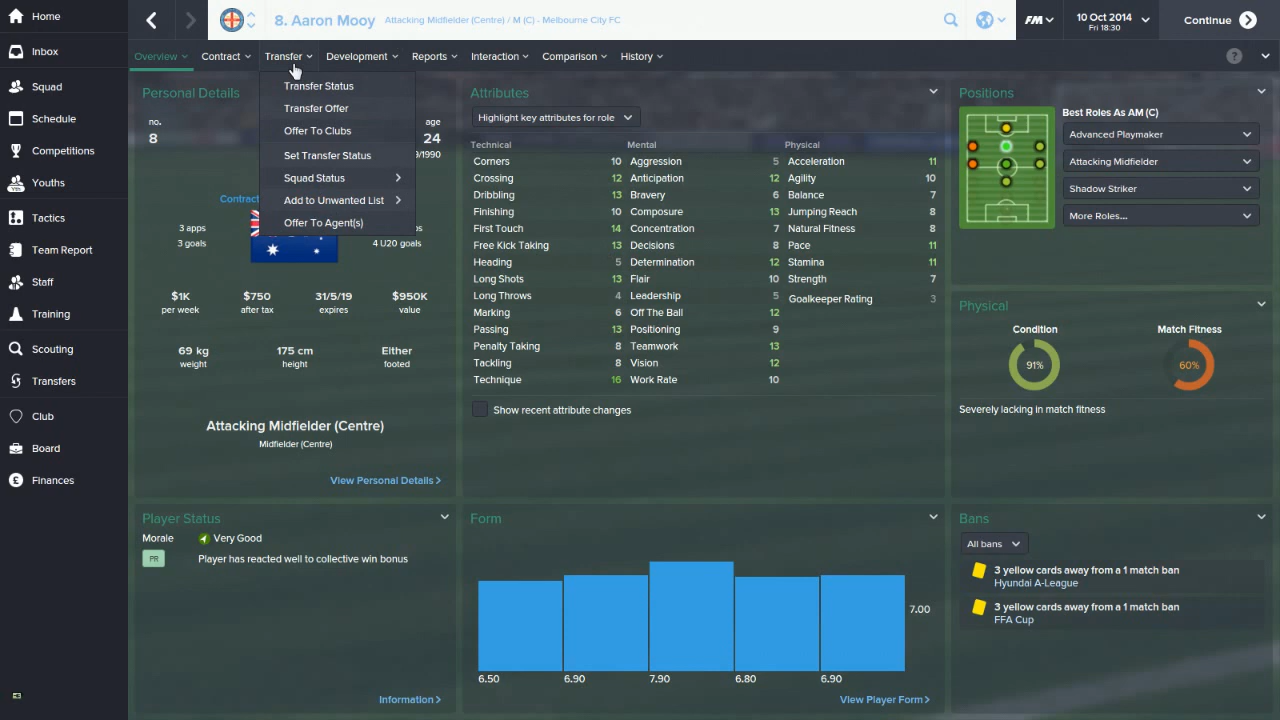 Home
Inbox
Squad
Schedule
Competitions
Youths
Tactics
Team Report
Staff
Training
Scouting
Transfers
Club
Board
Finances
8. Aaron Mooy
Attacking Midfielder (Centre) / M (C) - Melbourne City FC
FM
10 Oct 2014
Fri 18:30
Continue
Overview
Contract
Transfer
Development
Reports
Interaction
Comparison
History
?
Transfer Status
Transfer Offer
Offer To Clubs
Set Transfer Status
Squad Status
Add to Unwanted List
Offer To Agent(s)
Personal Details
no.
8
age
24
/1990
Contract
3 apps
3 goals
4 U20 goals
$1K
per week
$750
after tax
31/5/19
expires
$950K
value
69 kg
weight
175 cm
height
Either
footed
Attacking Midfielder (Centre)
Midfielder (Centre)
View Personal Details >
Attributes
Highlight key attributes for role
Technical Mental Physical
Corners 10 Aggression 5 Acceleration 11
Crossing 12 Anticipation 12 Agility 10
Dribbling 13 Bravery 6 Balance 7
Finishing 10 Composure 13 Jumping Reach 8
First Touch 14 Concentration 7 Natural Fitness 8
Free Kick Taking 13 Decisions 8 Pace 11
Heading 5 Determination 12 Stamina 11
Long Shots 13 Flair 10 Strength 7
Long Throws 4 Leadership 5 Goalkeeper Rating 3
Marking 6 Off The Ball 12
Passing 13 Positioning 9
Penalty Taking 8 Teamwork 13
Tackling 8 Vision 12
Technique 16 Work Rate 10
Show recent attribute changes
Positions
Best Roles As AM (C)
Advanced Playmaker
Attacking Midfielder
Shadow Striker
More Roles...
Physical
Condition
91%
Match Fitness
60%
Severely lacking in match fitness
Player Status
Morale Very Good
PR Player has reacted well to collective win bonus
Information >
Form
7.00
6.50 6.90 7.90 6.80 6.90
View Player Form >
Bans
All bans
3 yellow cards away from a 1 match ban
Hyundai A-League
3 yellow cards away from a 1 match ban
FFA Cup